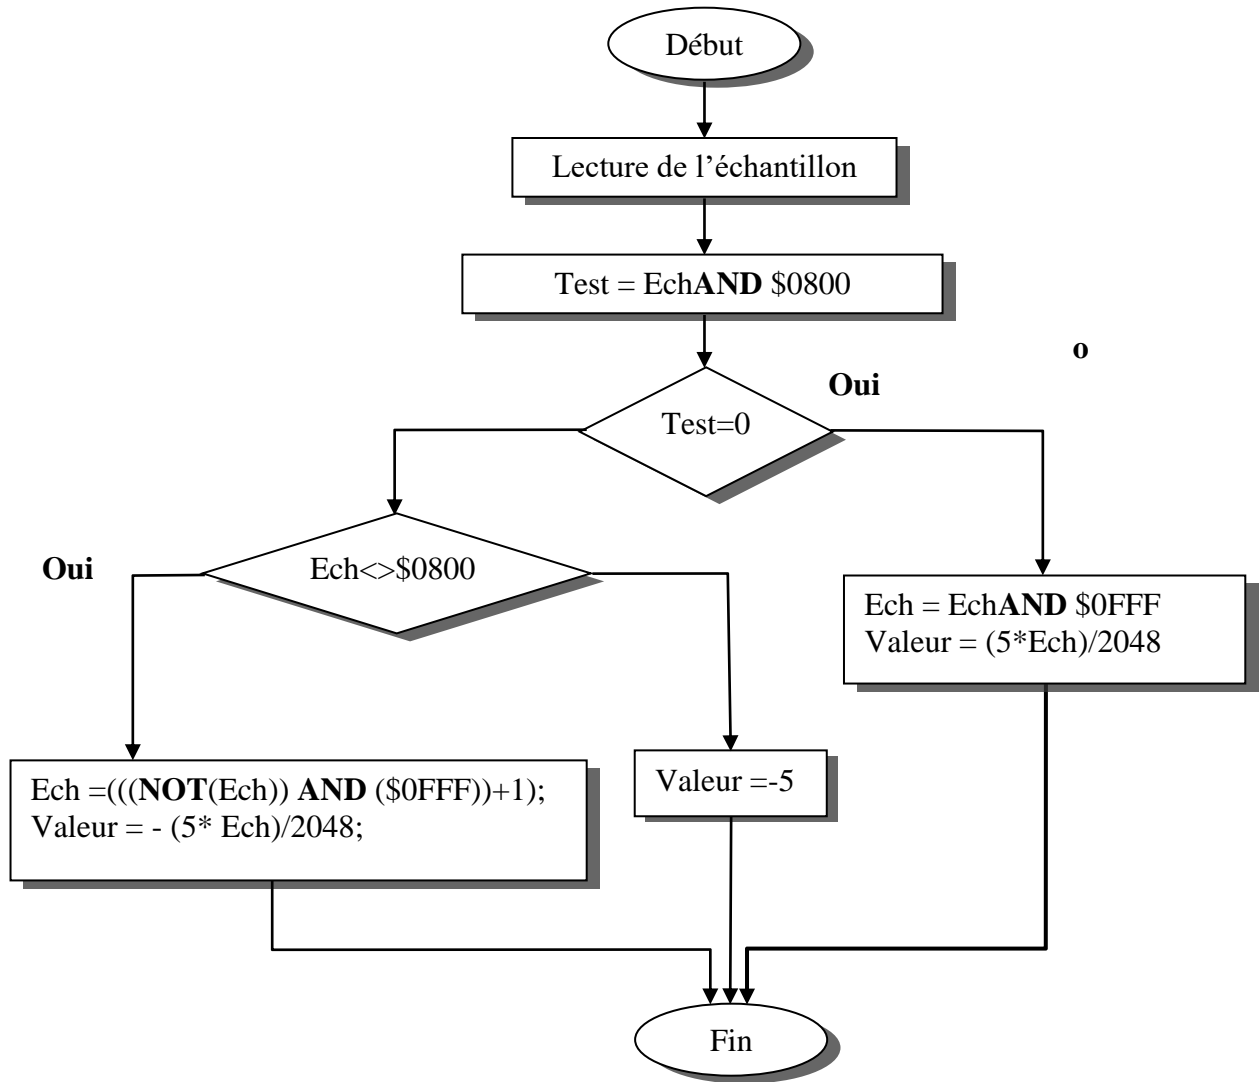 Début
Lecture de l’échantillon
Test = EchAND $0800
o
Oui
Test=0
Oui
Ech<>$0800
Ech = EchAND $0FFF
Valeur = (5*Ech)/2048
Ech =(((NOT(Ech)) AND ($0FFF))+1);
Valeur = - (5* Ech)/2048;
Valeur =-5
Fin